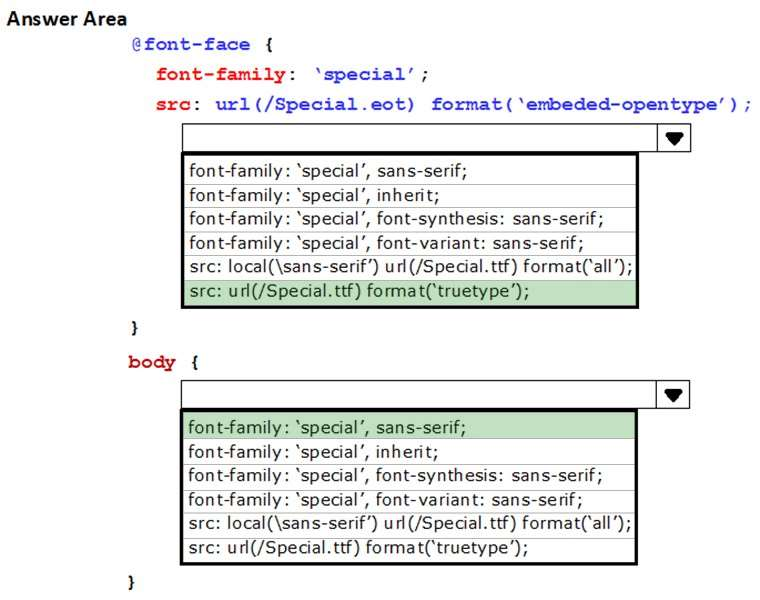 Answer Area
@font-face {
font-family: ‘special’;
src: url(/Special.eot) format(‘embeded-opentype’);
font-family: ‘special’, sans-serif;
font-family: ‘special’, inherit;
font-family: ‘special’, font-synthesis: sans-serif;
font-family: ‘special’, font-variant: sans-serif;
src: local(\sans-serif’) url(/Special.ttf) format(‘all’);
src: url(/Special.ttf) format(‘truetype’);
}
body {
font-family: ‘special’, sans-serif;
font-family: ‘special’, inherit;
font-family: ‘special’, font-synthesis: sans-serif;
font-family: ‘special’, font-variant: sans-serif;
src: local(\sans-serif’) url(/Special.ttf) format(‘all’);
src: url(/Special.ttf) format(‘truetype’);
}